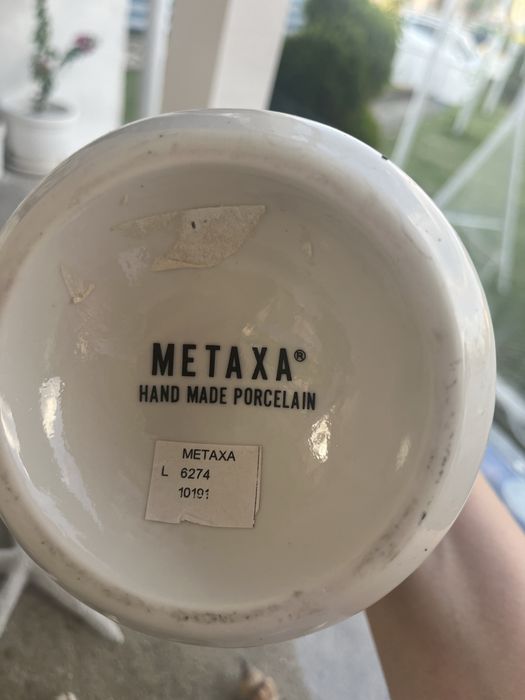 METAXA®
HAND MADE PORCELAIN
METAXA
L 6274
10191